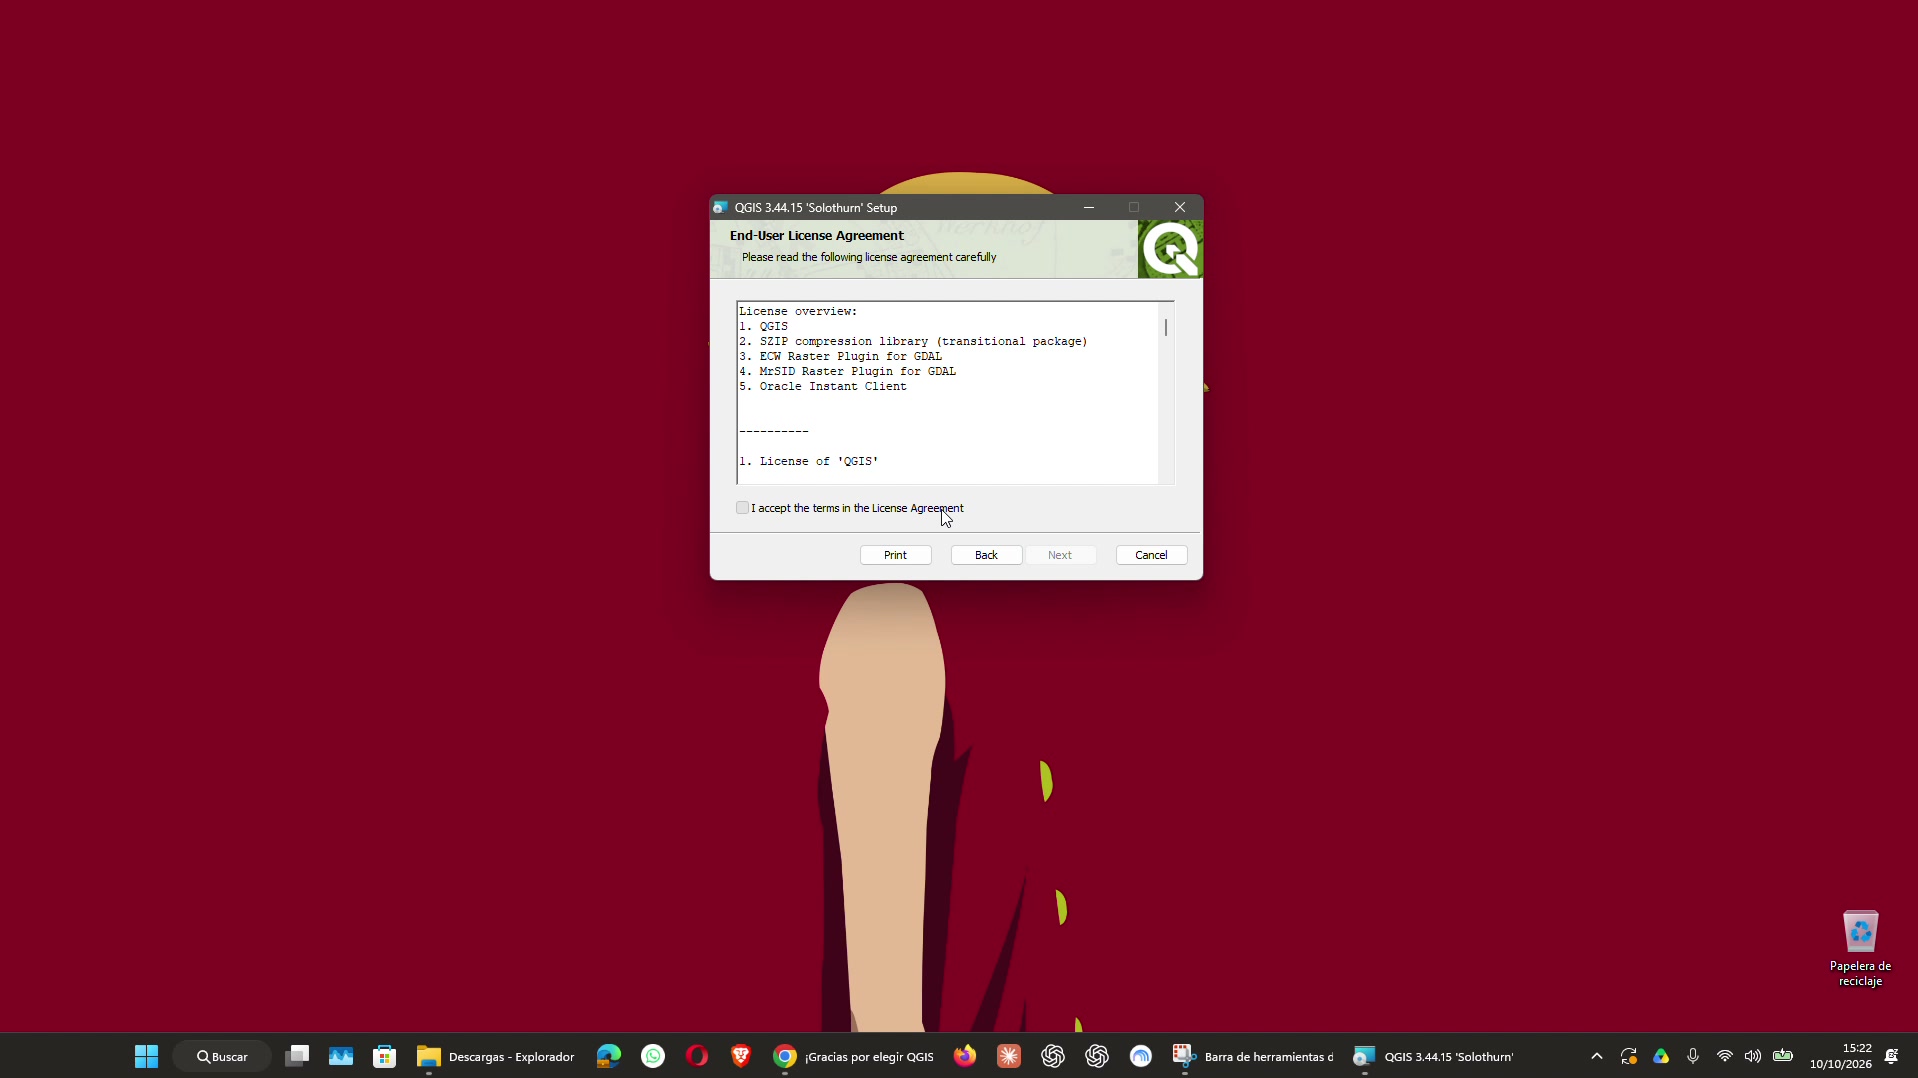 QGIS 3.44.15 'Solothurn' Setup
End-User License Agreement
Please read the following license agreement carefully
License overview:
1. QGIS
2. SZIP compression library (transitional package)
3. ECW Raster Plugin for GDAL
4. MrSID Raster Plugin for GDAL
5. Oracle Instant Client
----------
1. License of 'QGIS'
I accept the terms in the License Agreement
Print
Back
Next
Cancel
Papelera de
reciclaje
Buscar
Descargas - Explorador
¡Gracias por elegir QGIS
Barra de herramientas d
QGIS 3.44.15 'Solothurn'
15:22
10/10/2026